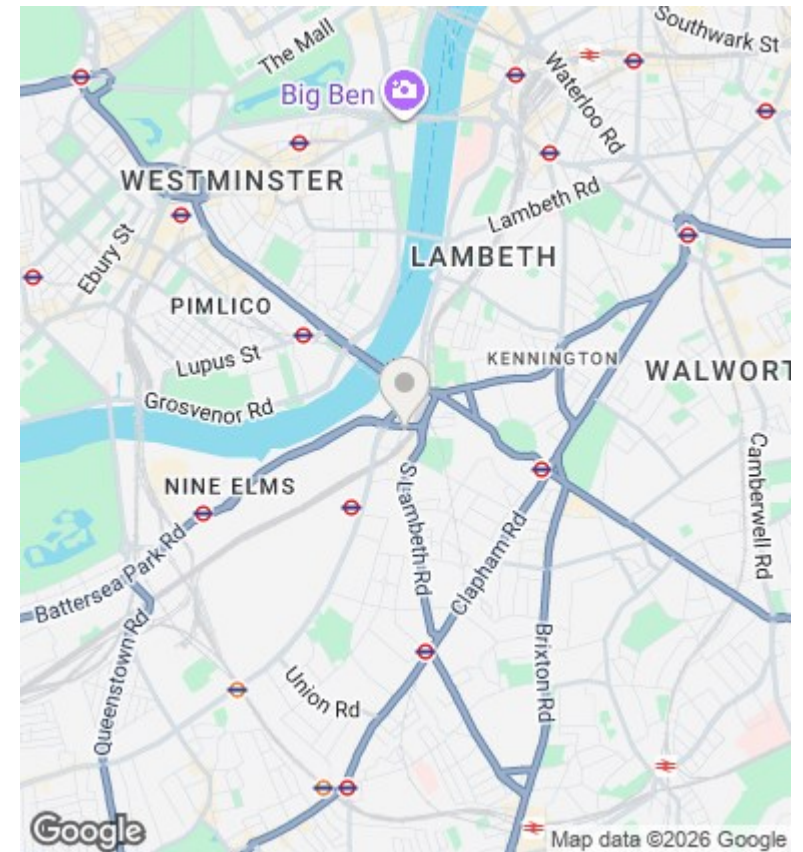 Southwark St
The Mall
Waterloo Rd
Big Ben
WESTMINSTER
Lambeth Rd
Ebury St
LAMBETH
PIMLICO
Lupus St
KENNINGTON
WALWORT
Grosvenor Rd
NINE ELMS
S Lambeth Rd
Camberwell Rd
Clapham Rd
Battersea Park Rd
Queenstown Rd
Brixton Rd
Union Rd
Google
Map data ©2026 Google